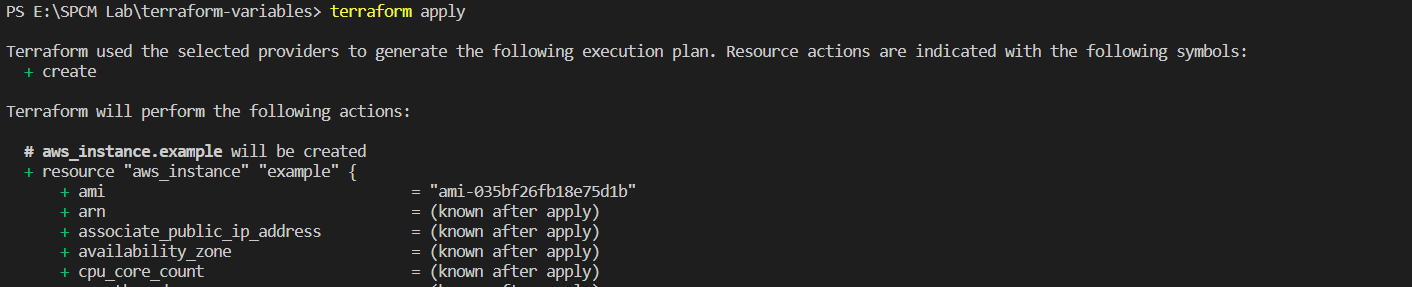 PS E:\SPCM Lab\terraform-variables> terraform apply
Terraform used the selected providers to generate the following execution plan. Resource actions are indicated with the following symbols:
+ create
Terraform will perform the following actions:
# aws_instance.example will be created
+ resource "aws_instance" "example" {
+ ami = "ami-035bf26fb18e75d1b"
+ arn = (known after apply)
+ associate_public_ip_address = (known after apply)
+ availability_zone = (known after apply)
+ cpu_core_count = (known after apply)